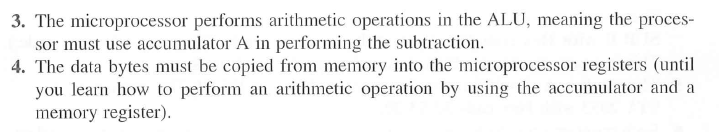 3. The microprocessor performs arithmetic operations in the ALU, meaning the proces-
sor must use accumulator A in performing the subtraction.
4. The data bytes must be copied from memory into the microprocessor registers (until
you learn how to perform an arithmetic operation by using the accumulator and a
memory register).